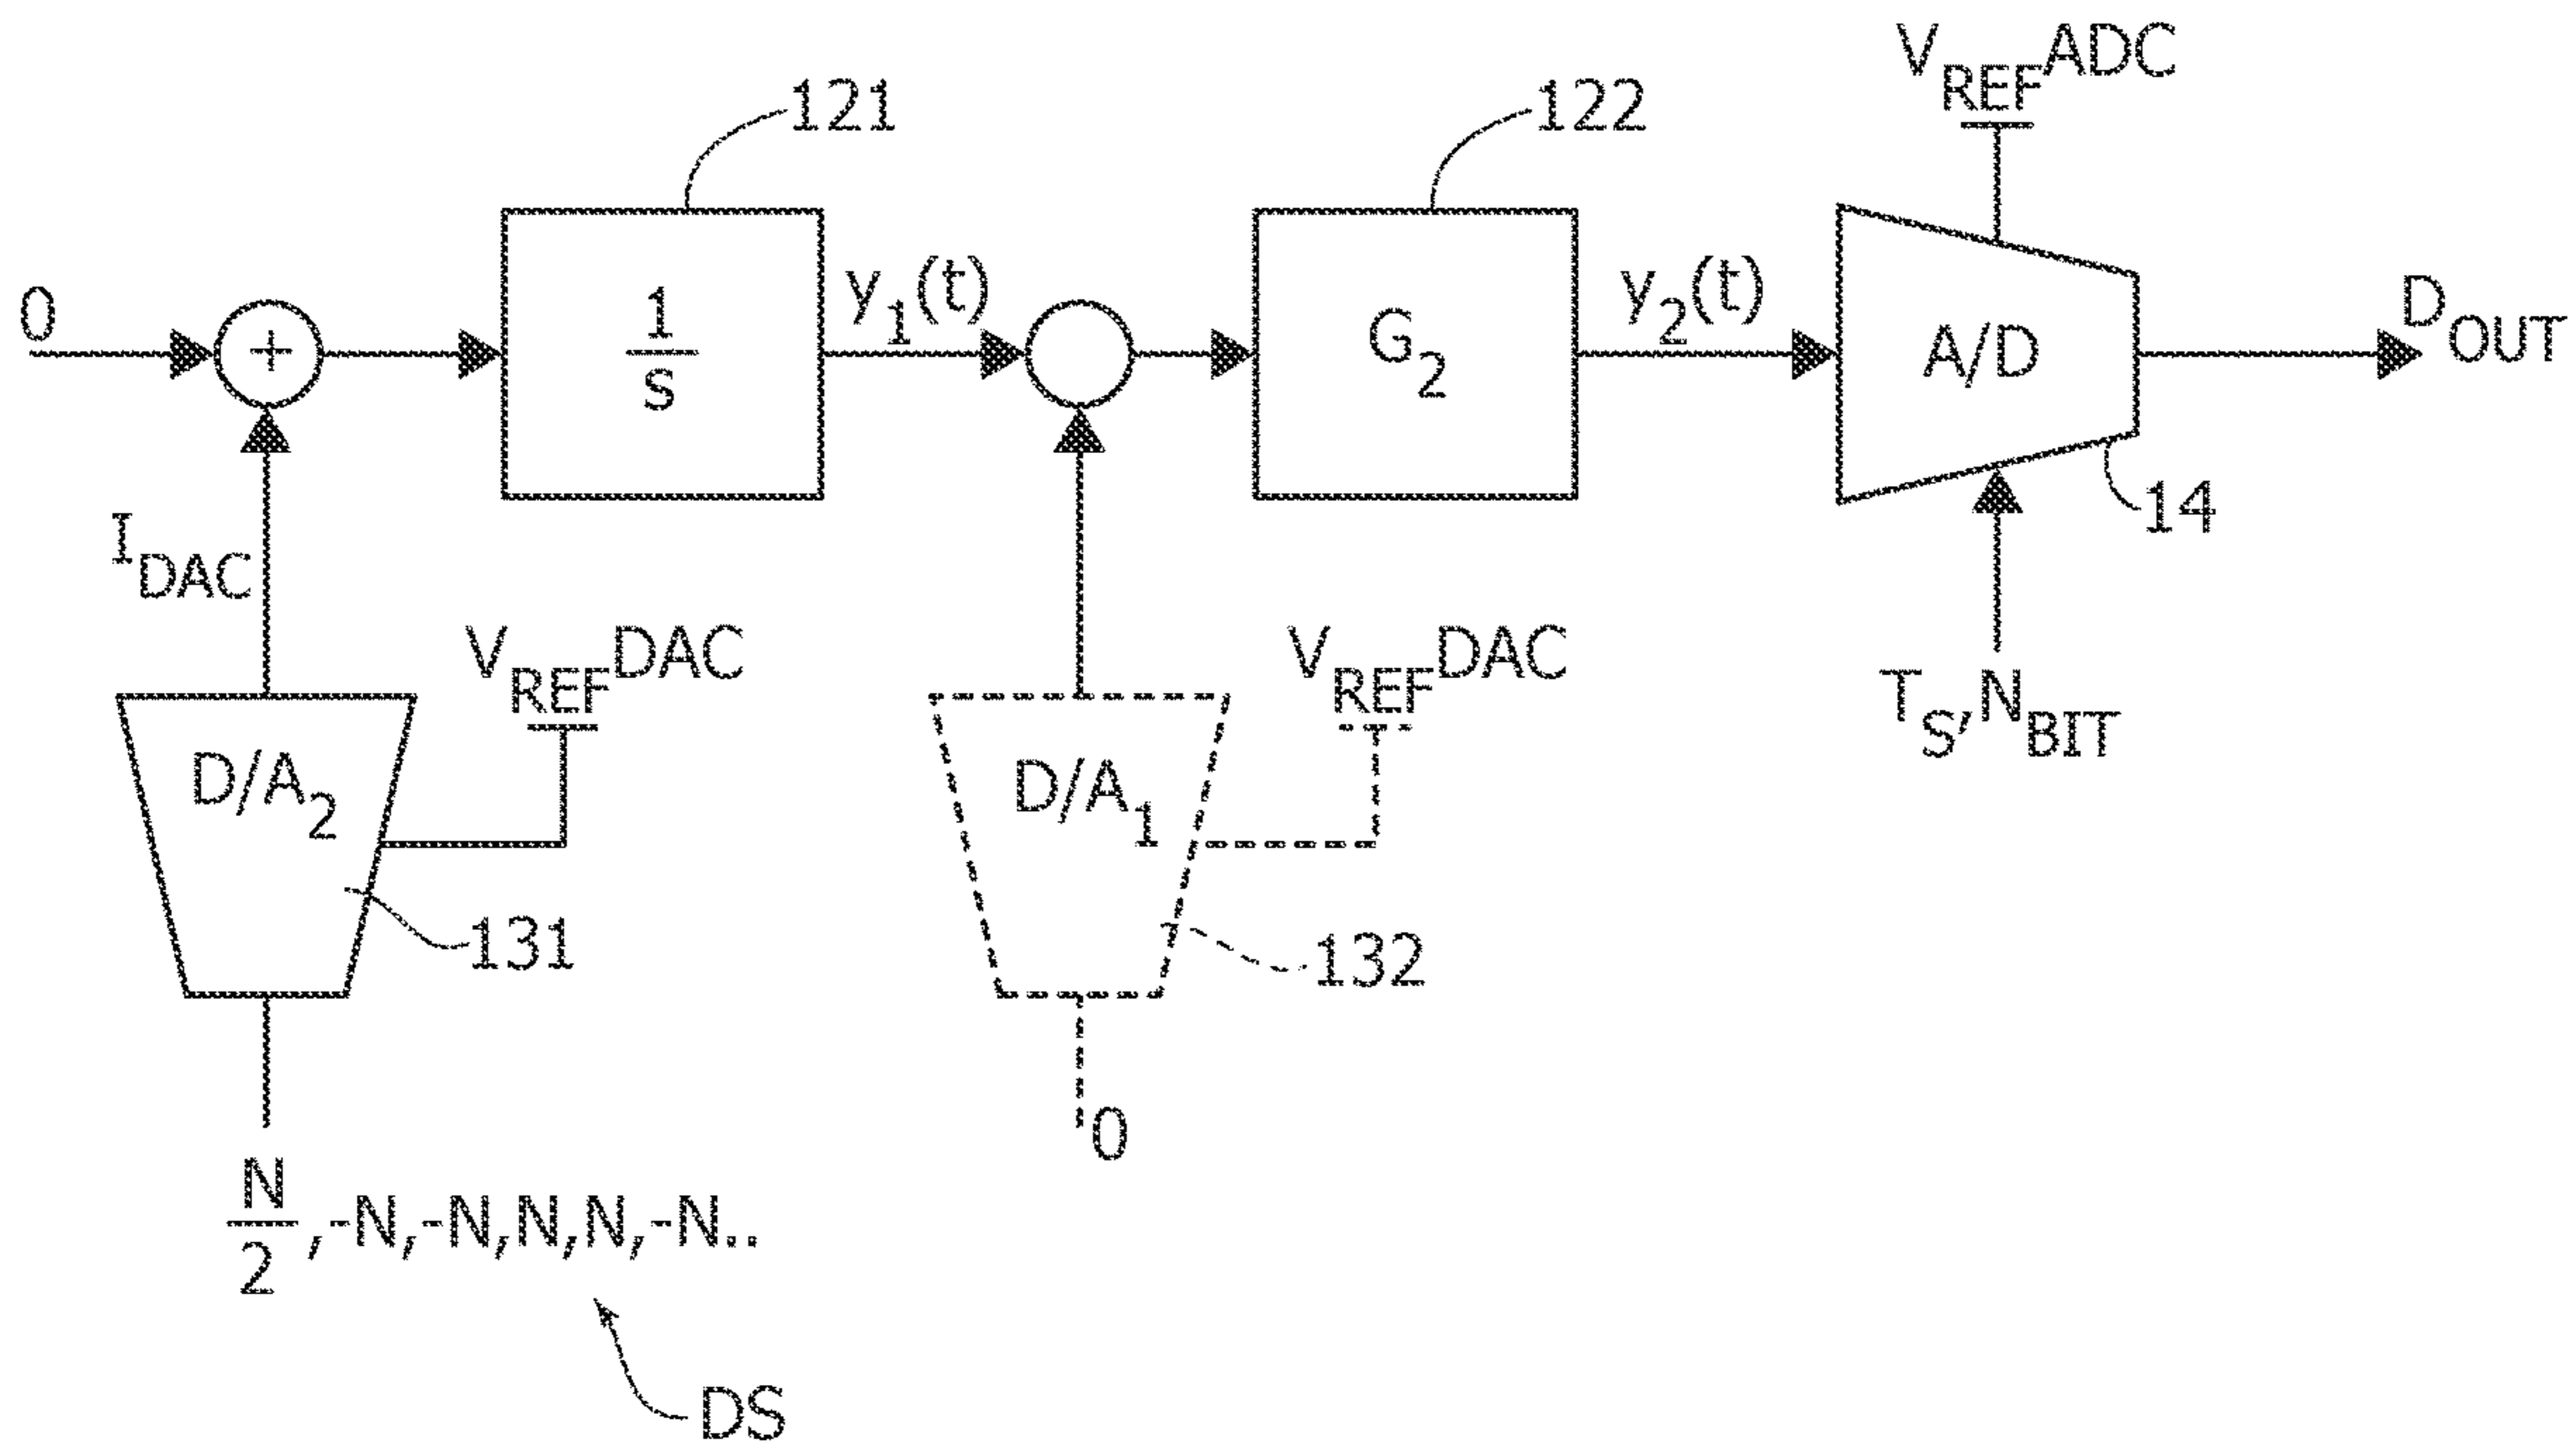 V_REF ADC
121
122
0
+
1/s
y_1(t)
G_2
y_2(t)
A/D
D_OUT
14
I_DAC
V_REF DAC
V_REF DAC
T_S, N_BIT
D/A_2
D/A_1
131
132
0
N/2, -N, -N, N, N, -N..
DS